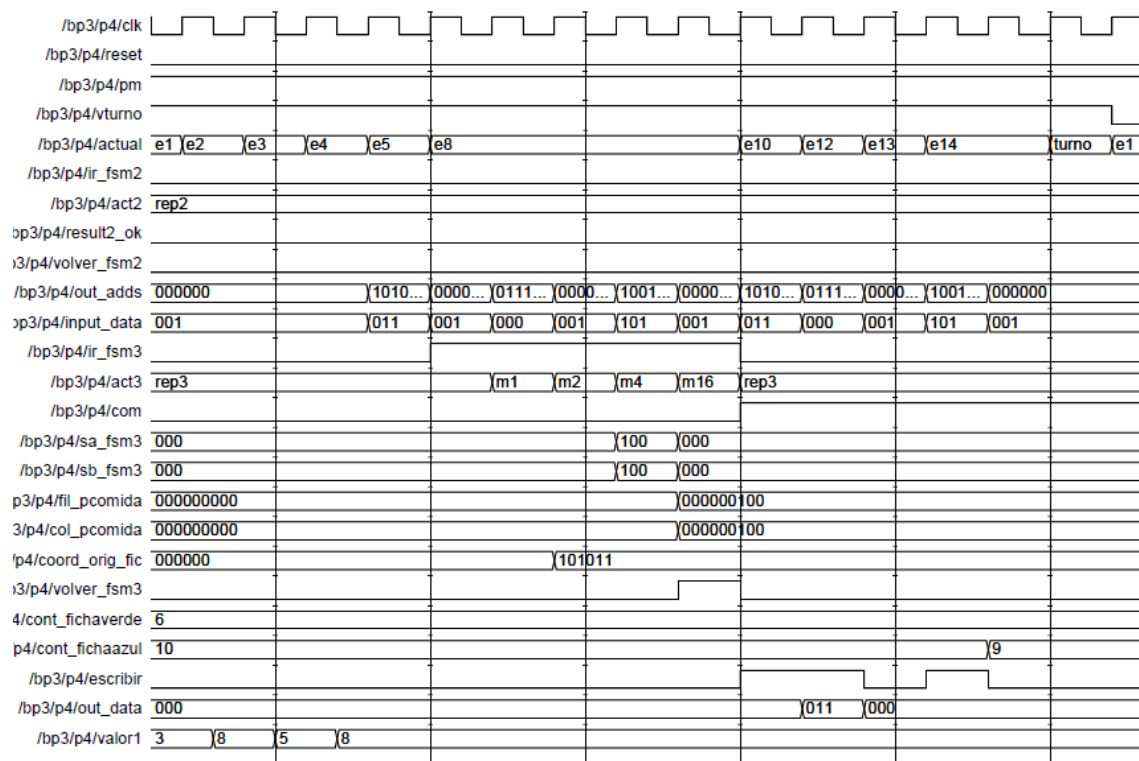 /bp3/p4/clk
/bp3/p4/reset
/bp3/p4/pm
/bp3/p4/vturno
/bp3/p4/actual e1 e2 e3 e4 e5 e8 e10 e12 e13 e14 turno e1
/bp3/p4/ir_fsm2
/bp3/p4/act2 rep2
bp3/p4/result2_ok
3/p4/volver_fsm2
/bp3/p4/out_adds 000000 1010... 0000... 0111... 0000... 1001... 0000... 1010... 0111... 0000... 1001... 000000
bp3/p4/input_data 001 011 001 000 001 101 001 011 000 001 101 001
/bp3/p4/ir_fsm3
/bp3/p4/act3 rep3 m1 m2 m4 m16 rep3
/bp3/p4/com
/bp3/p4/sa_fsm3 000 100 000
/bp3/p4/sb_fsm3 000 100 000
p3/p4/fil_pcomida 000000000 000000100
3/p4/col_pcomida 000000000 000000100
/p4/coord_orig_fic 000000 101011
3/p4/volver_fsm3
4/cont_fichaverde 6
/p4/cont_fichaazul 10 9
/bp3/p4/escribir
/bp3/p4/out_data 000 011 000
/bp3/p4/valor1 3 8 5 8